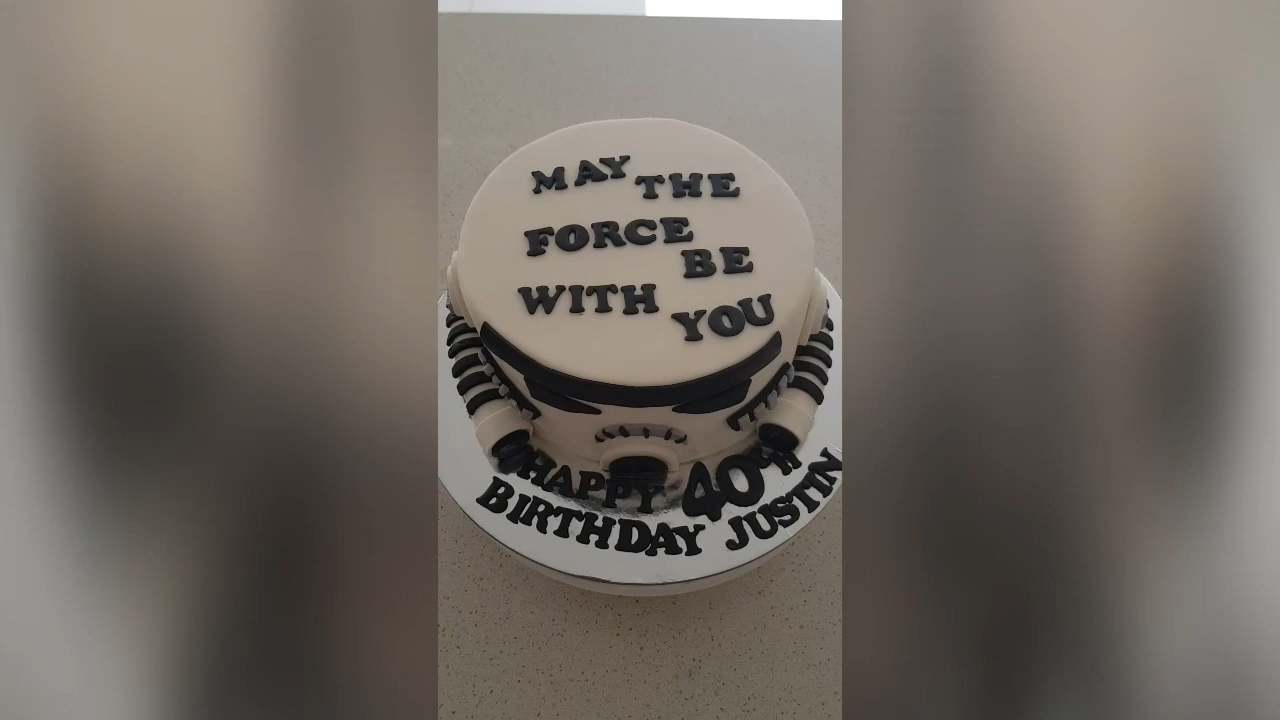 MAY THE
FORCE BE
WITH YOU
HAPPY 40TH
BIRTHDAY JUSTIN